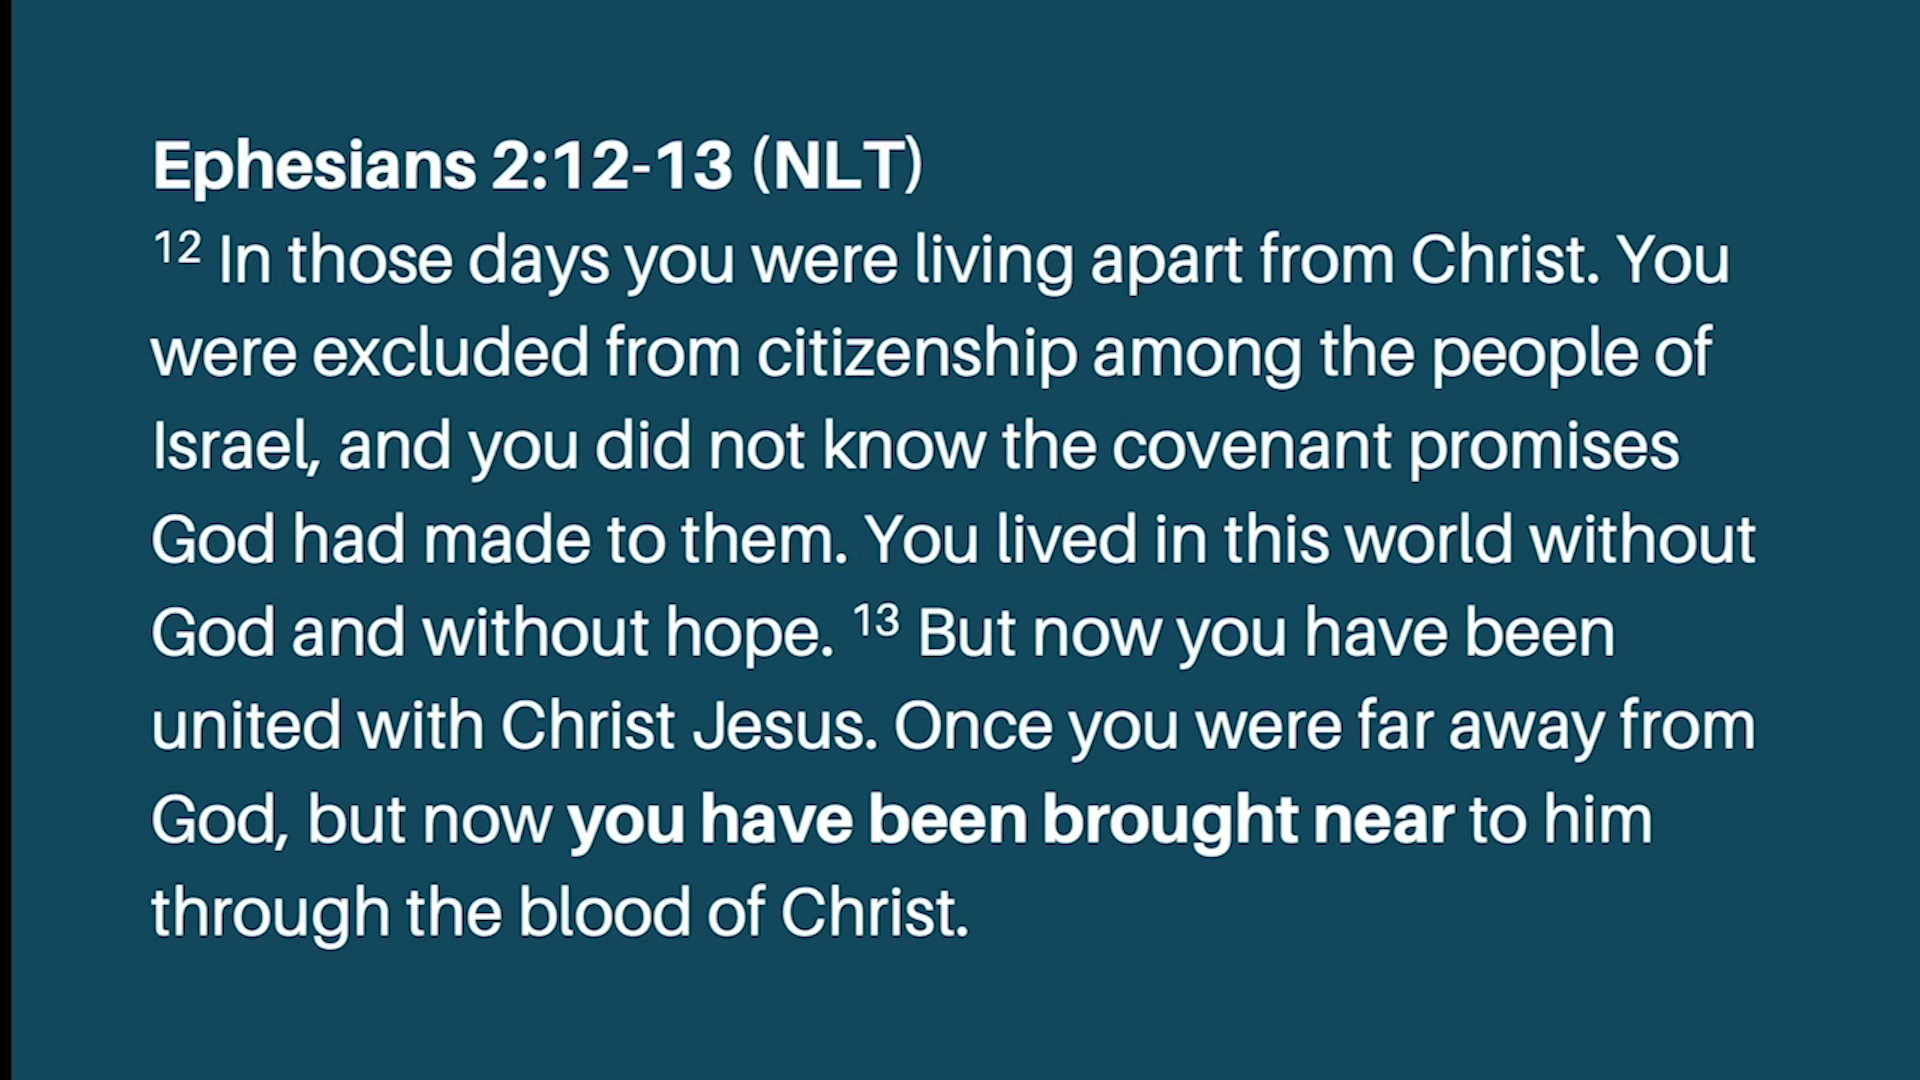 Ephesians 2:12-13 (NLT)
12 In those days you were living apart from Christ. You
were excluded from citizenship among the people of
Israel, and you did not know the covenant promises
God had made to them. You lived in this world without
God and without hope. 13 But now you have been
united with Christ Jesus. Once you were far away from
God, but now you have been brought near to him
through the blood of Christ.